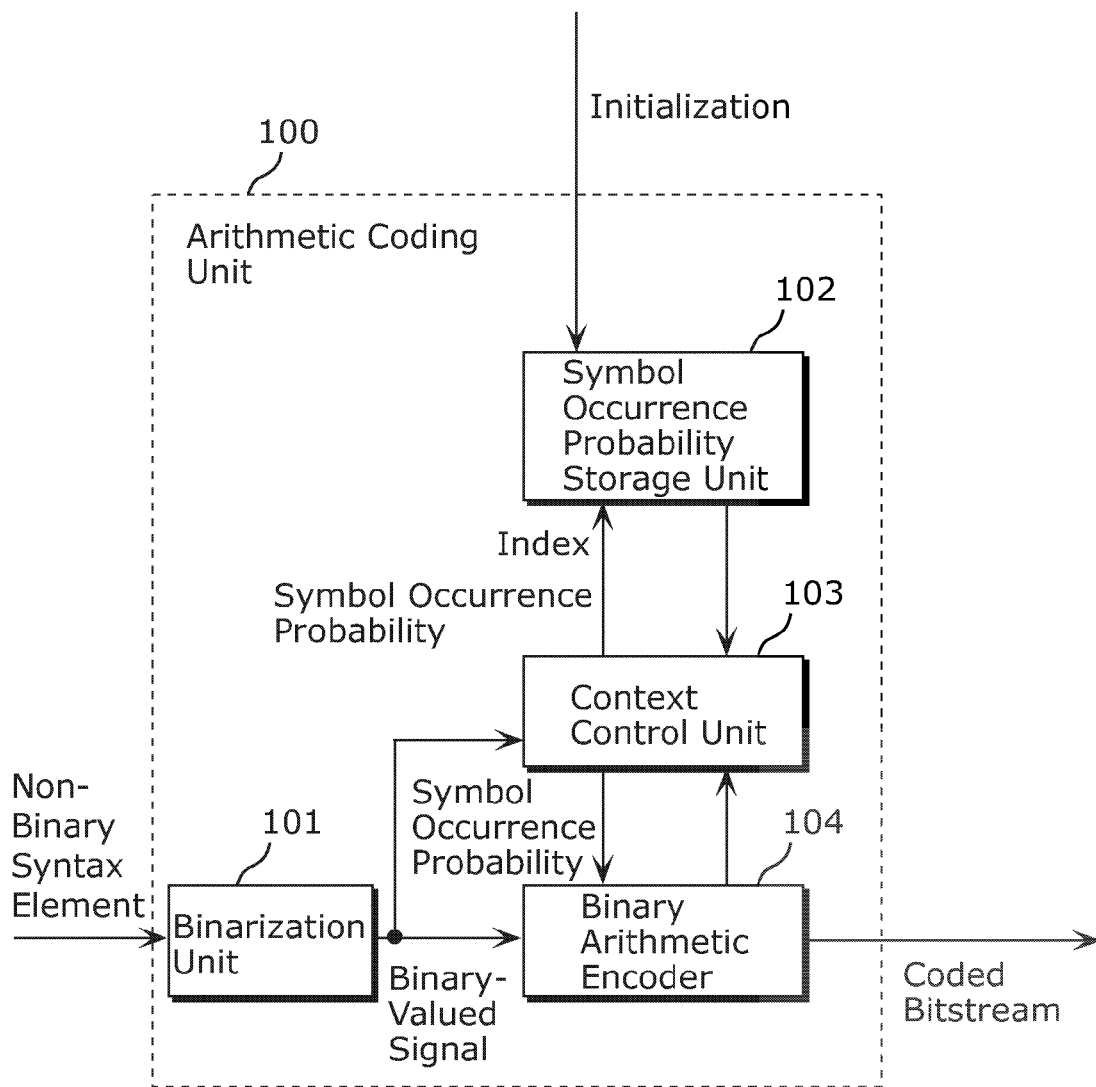 Initialization
100
Arithmetic Coding
Unit
102
Symbol
Occurrence
Probability
Storage Unit
Index
Symbol Occurrence
Probability
103
Context
Control Unit
Non-
Binary
Syntax
Element
101
Binarization
Unit
Symbol
Occurrence
Probability
104
Binary
Arithmetic
Encoder
Binary-
Valued
Signal
Coded
Bitstream